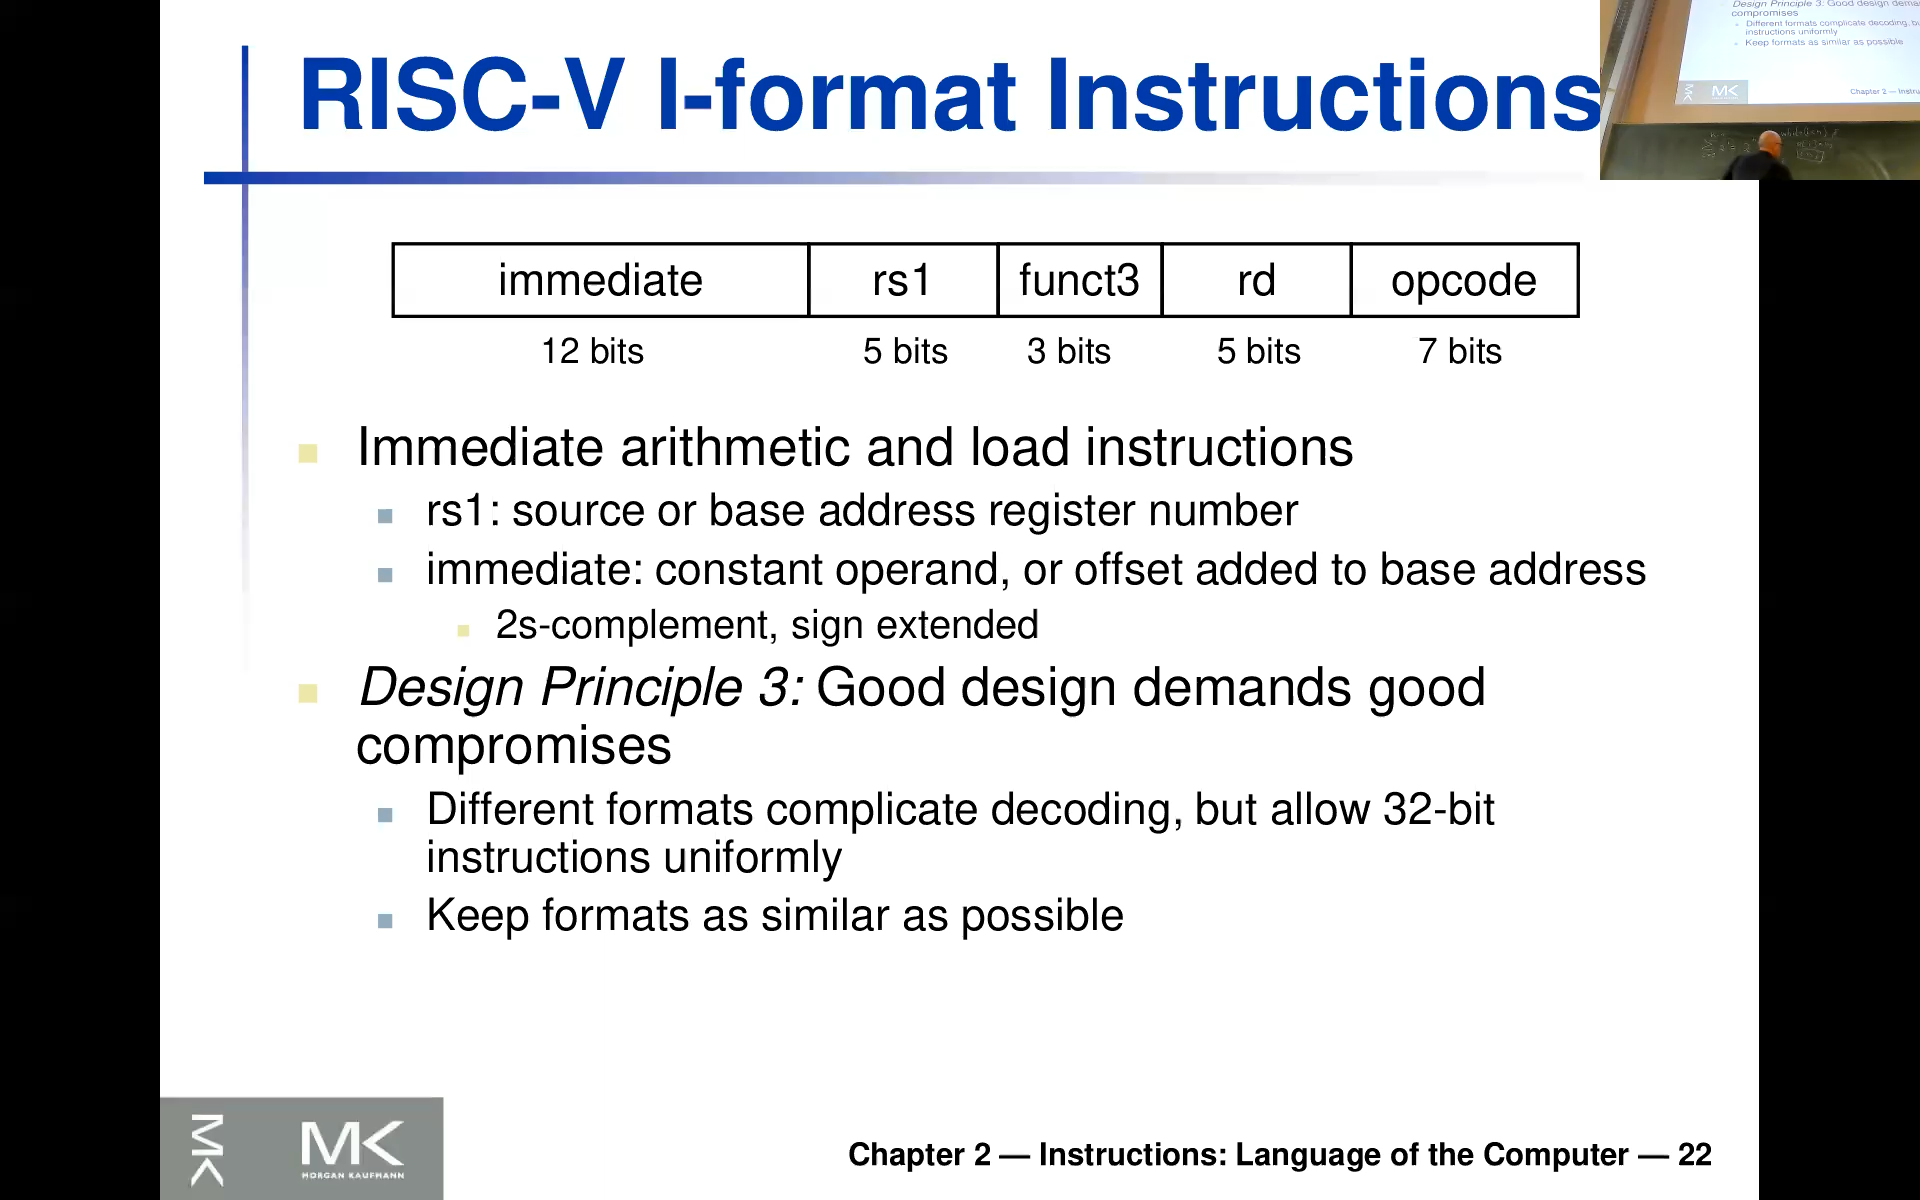 RISC-V I-format Instructions
immediate rs1 funct3 rd opcode
12 bits 5 bits 3 bits 5 bits 7 bits
Immediate arithmetic and load instructions
rs1: source or base address register number
immediate: constant operand, or offset added to base address
2s-complement, sign extended
Design Principle 3: Good design demands good
compromises
Different formats complicate decoding, but allow 32-bit
instructions uniformly
Keep formats as similar as possible
MK MK
MORGAN KAUFMANN
Chapter 2 — Instructions: Language of the Computer — 22
Design Principle 3: Good design
compromises
Different formats complicate decoding,
instructions uniformly
Keep formats as similar as possible
MK MK
Chapter 2 —